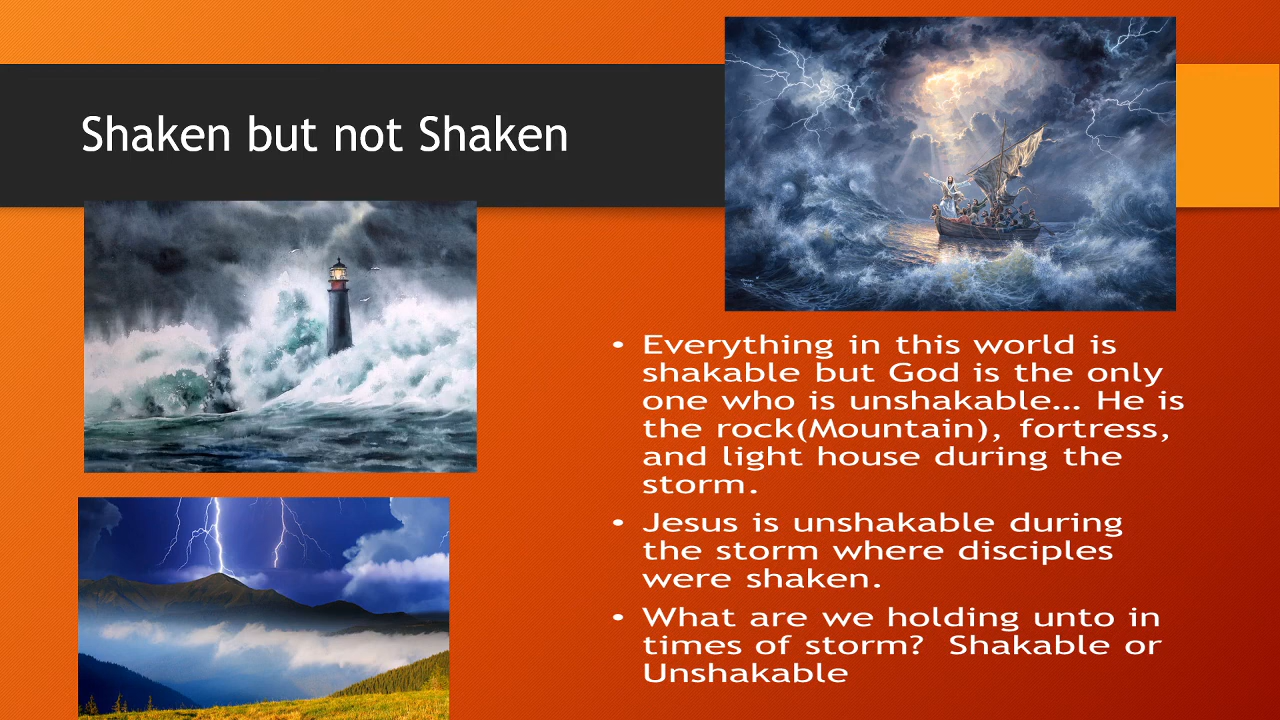 Shaken but not Shaken
• Everything in this world is
shakable but God is the only
one who is unshakable... He is
the rock(Mountain), fortress,
and light house during the
storm.
• Jesus is unshakable during
the storm where disciples
were shaken.
• What are we holding unto in
times of storm?  Shakable or
Unshakable